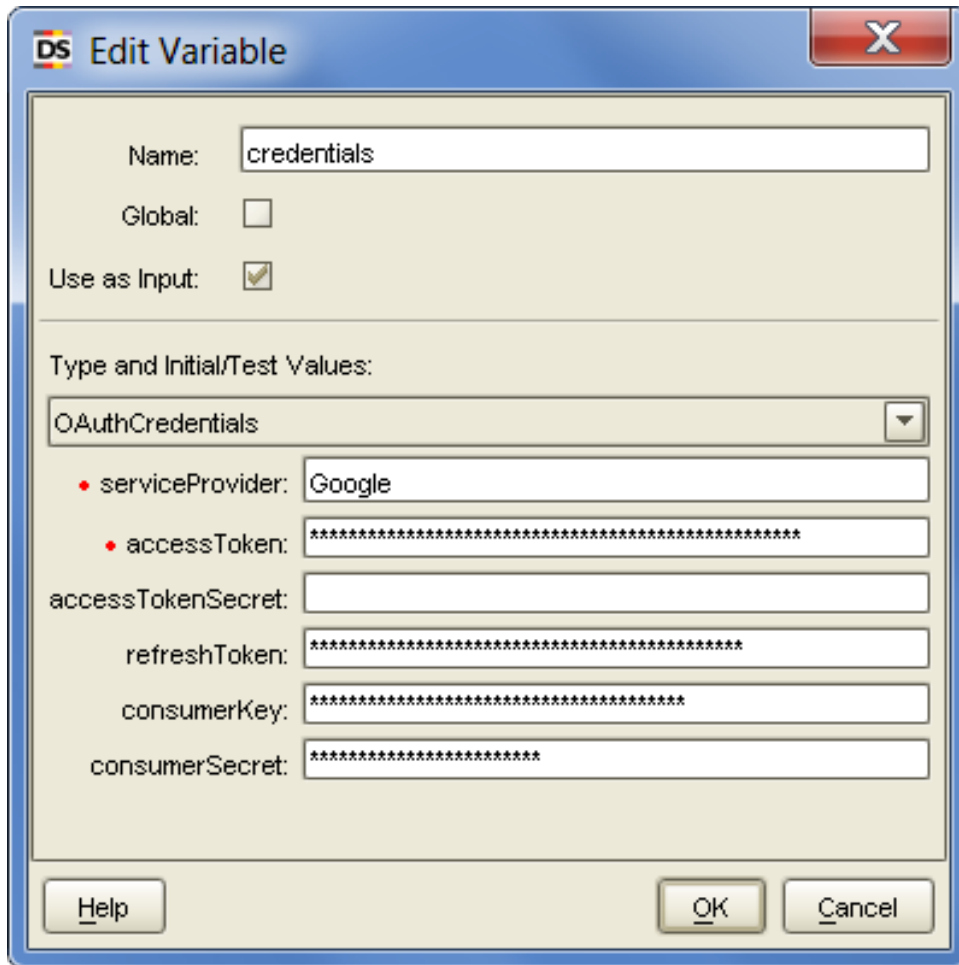 DS Edit Variable
Name: credentials
Global:
Use as Input:
Type and Initial/Test Values:
OAuthCredentials
serviceProvider: Google
accessToken: ***************************************************
accessTokenSecret:
refreshToken: *********************************************
consumerKey: ***************************************
consumerSecret: ************************
Help OK Cancel